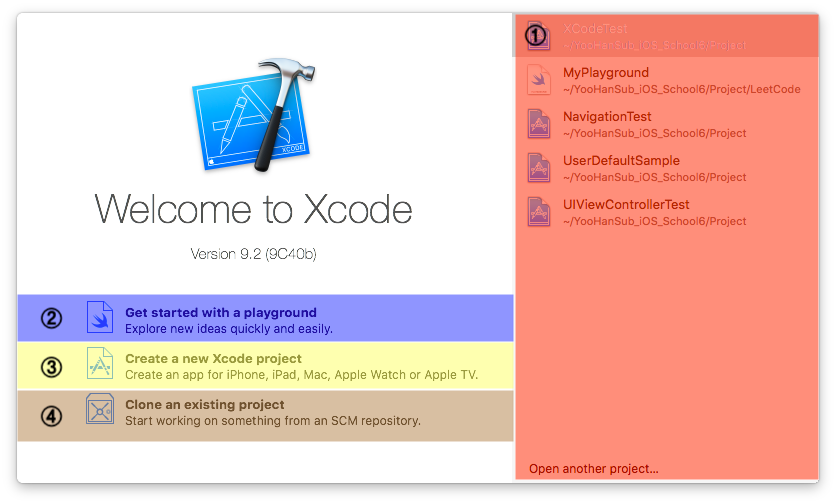 XCODE
Welcome to Xcode
Version 9.2 (9C40b)
②
Get started with a playground
Explore new ideas quickly and easily.
③
Create a new Xcode project
Create an app for iPhone, iPad, Mac, Apple Watch or Apple TV.
④
Clone an existing project
Start working on something from an SCM repository.
①
XCodeTest
~/YooHanSub_iOS_School6/Project
MyPlayground
~/YooHanSub_iOS_School6/Project/LeetCode
NavigationTest
~/YooHanSub_iOS_School6/Project
UserDefaultSample
~/YooHanSub_iOS_School6/Project
UIViewControllerTest
~/YooHanSub_iOS_School6/Project
Open another project...